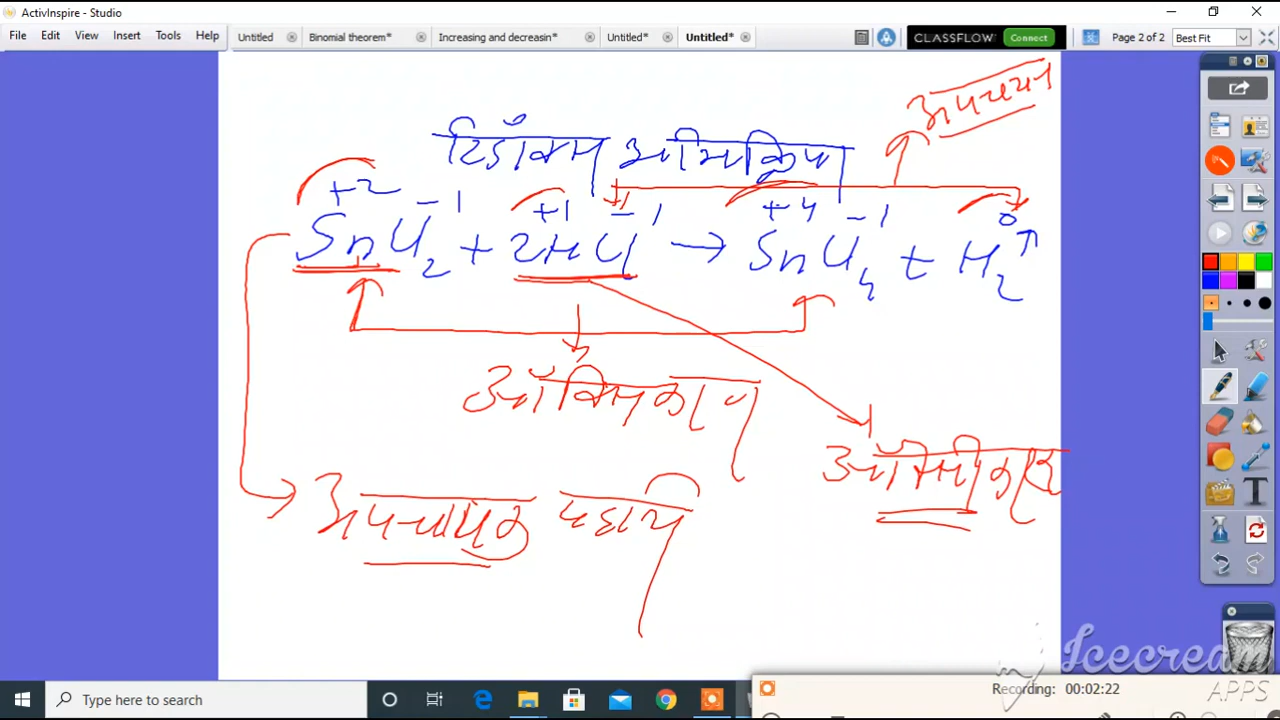 ActivInspire - Studio
File Edit View Insert Tools Help Untitled Binomial theorem* Increasing and decreasin* Untitled* Untitled* CLASSFLOW Connect Page 2 of 2 Best Fit
अपचयन
रिडॉक्स अभिक्रिया
+2 -1 +1 -1 +4 -1 0
SnCl2 + 2HCl → SnCl4 + H2↑
ऑक्सिकरण
ऑक्सीकारक
अपचायक पदार्थ
Icecream
APPS
Recording: 00:02:22
Type here to search